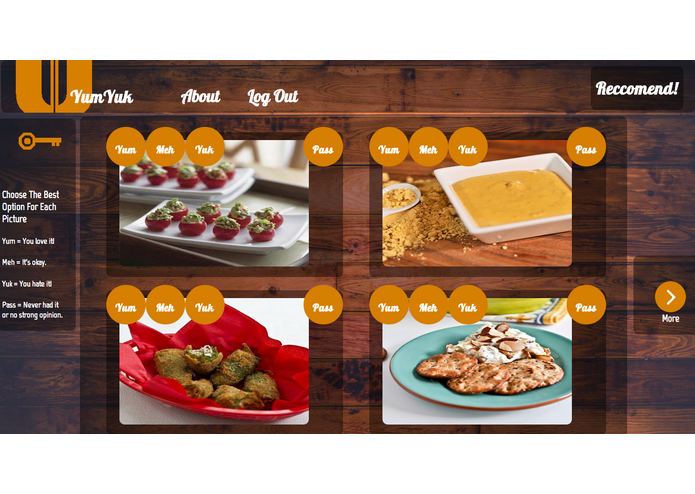 YumYuk
About
Log Out
Reccomend!
Choose The Best
Option For Each
Picture
Yum = You love it!
Meh = It's okay.
Yuk = You hate it!
Pass = Never had it
or no strong opinion.
Yum Meh Yuk Pass
Yum Meh Yuk Pass
Yum Meh Yuk Pass
Yum Meh Yuk Pass
More